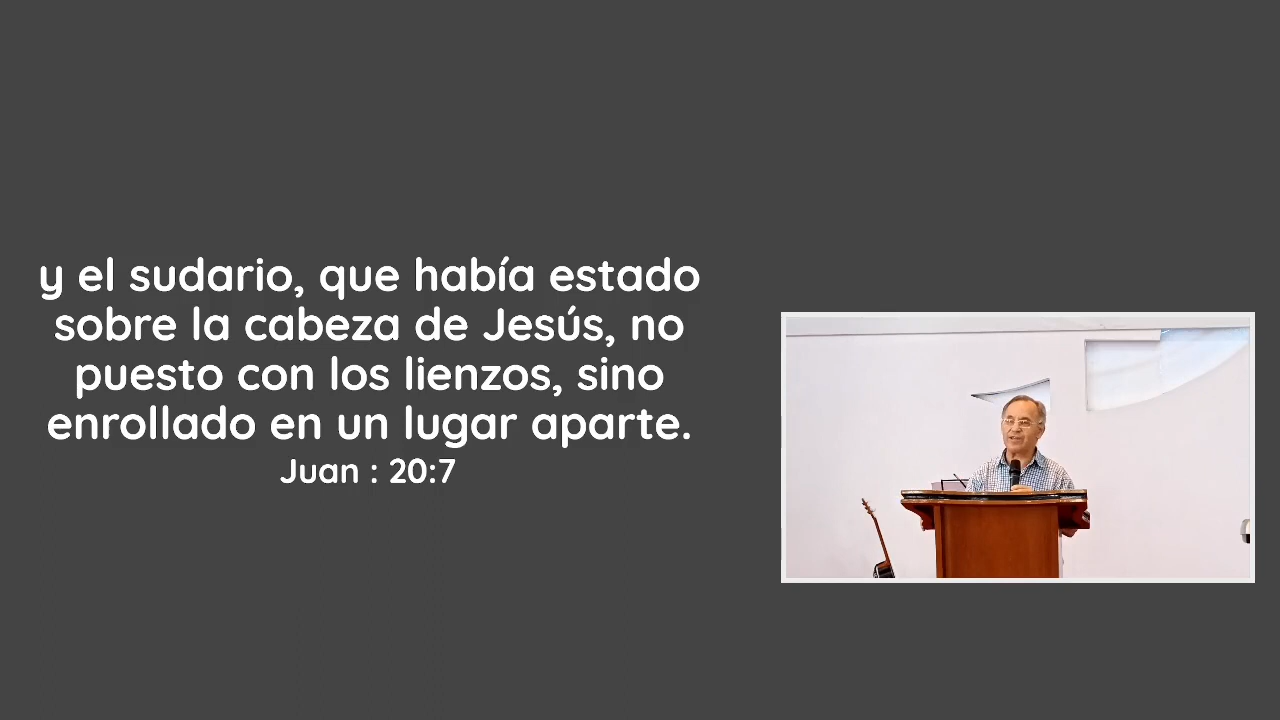 y el sudario, que había estado
sobre la cabeza de Jesús, no
puesto con los lienzos, sino
enrollado en un lugar aparte.
Juan : 20:7